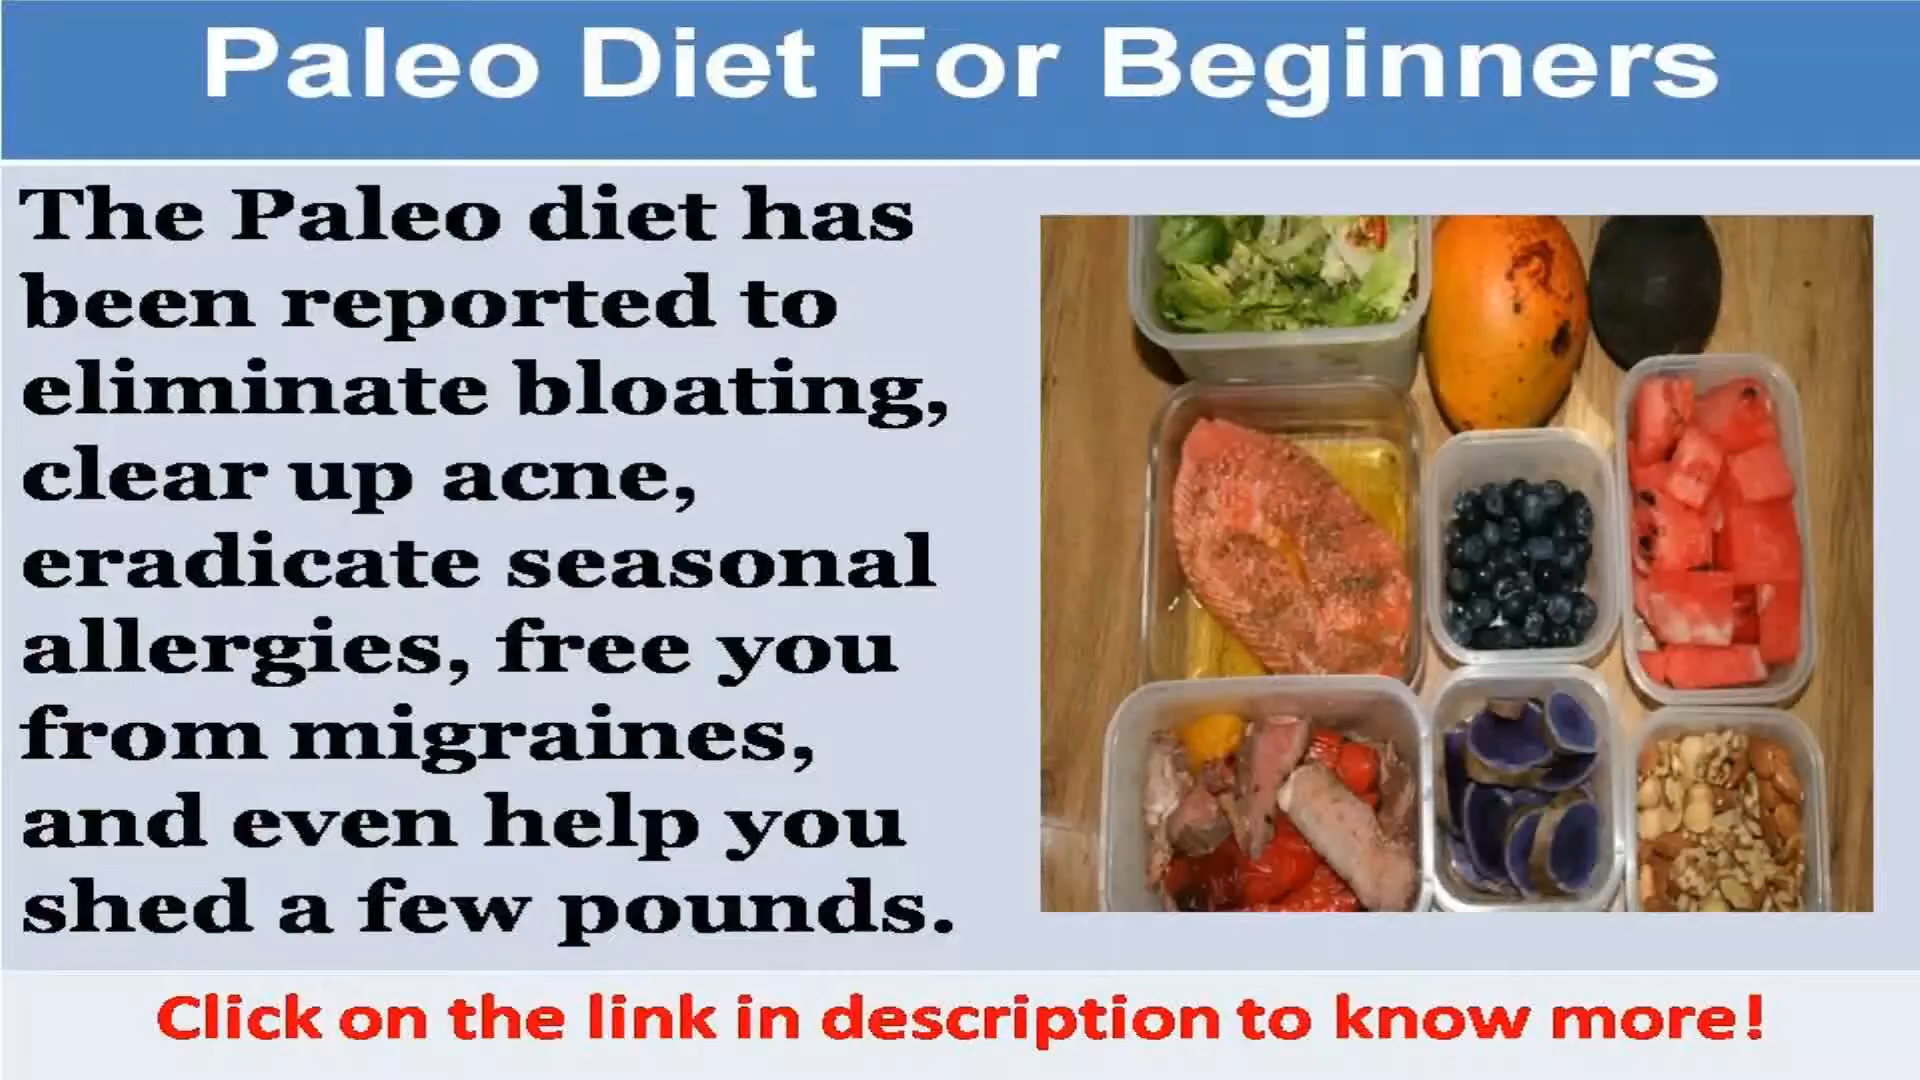 Paleo Diet For Beginners
The Paleo diet has
been reported to
eliminate bloating,
clear up acne,
eradicate seasonal
allergies, free you
from migraines,
and even help you
shed a few pounds.
Click on the link in description to know more!